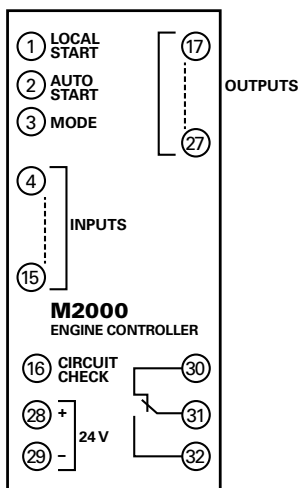 1 LOCAL START
2 AUTO START
3 MODE
17
27
OUTPUTS
4
15
INPUTS
M2000
ENGINE CONTROLLER
16 CIRCUIT CHECK
28 +
29 –
24 V
30
31
32